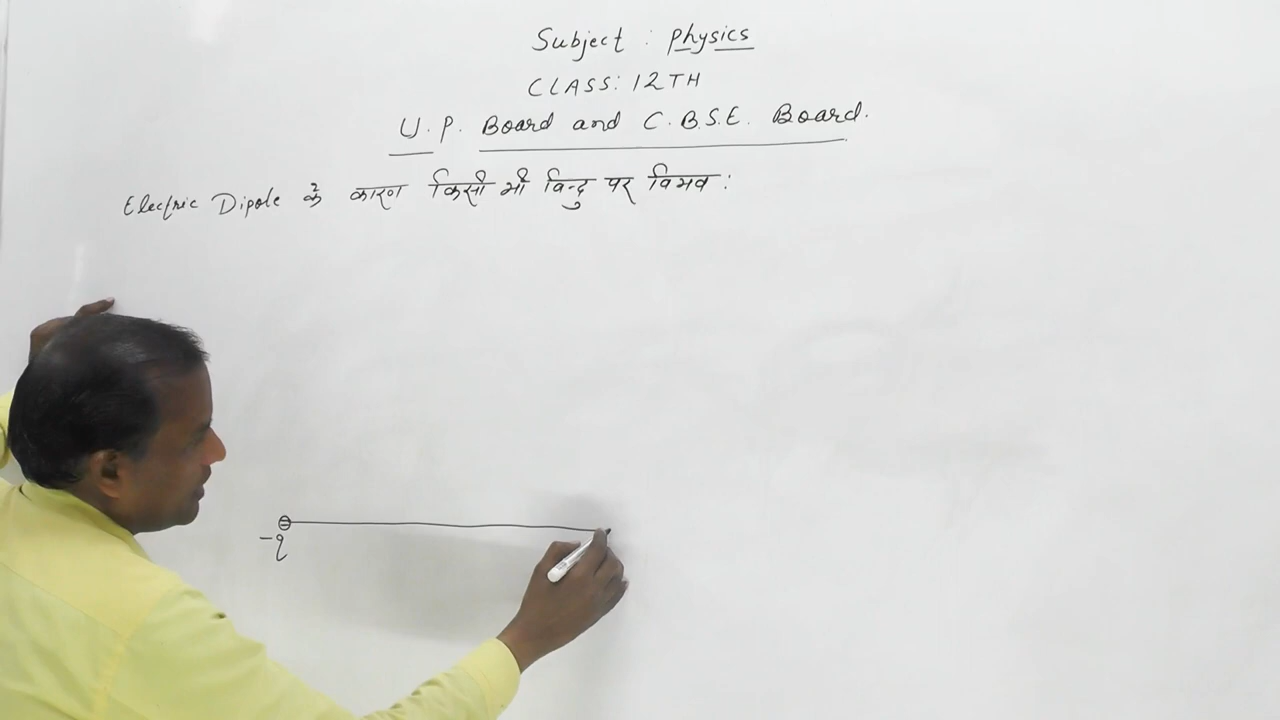 Subject : Physics
CLASS: 12TH
U.P. Board and C.B.S.E. Board.
Electric Dipole के कारण किसी भी विन्दु पर विभव :
-q